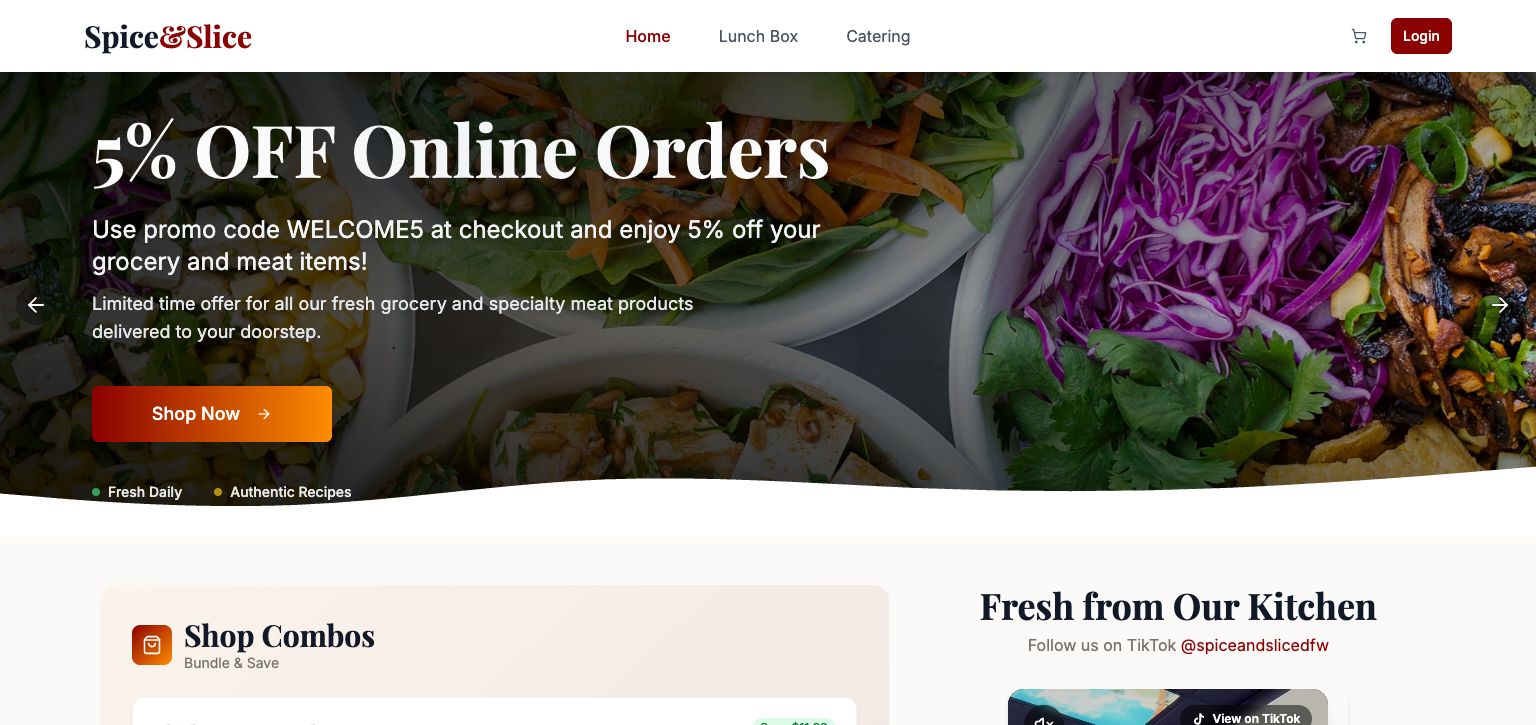 Spice&Slice
Home
Lunch Box
Catering
Login
5% OFF Online Orders
Use promo code WELCOME5 at checkout and enjoy 5% off your
grocery and meat items!
Limited time offer for all our fresh grocery and specialty meat products
delivered to your doorstep.
Shop Now
Fresh Daily
Authentic Recipes
Shop Combos
Bundle & Save
Fresh from Our Kitchen
Follow us on TikTok @spiceandslicedfw
View on TikTok